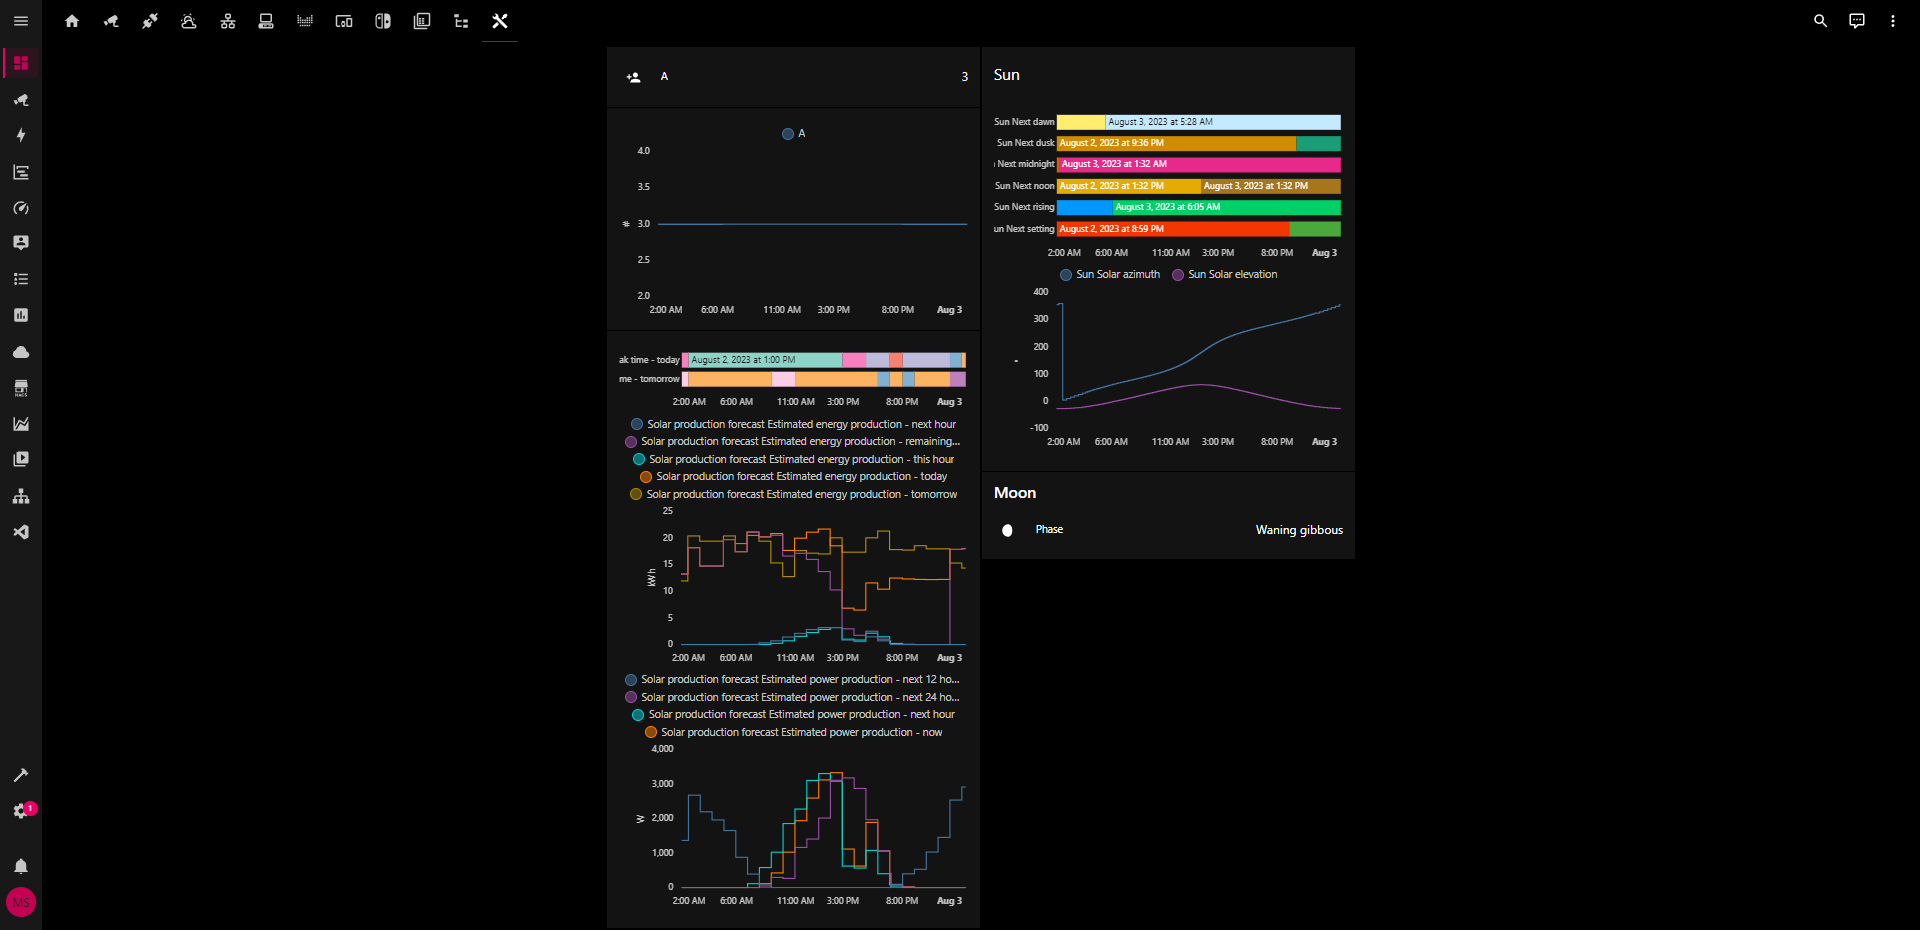 A 3
A
4.0
3.5
#
3.0
2.5
2.0
2:00 AM 6:00 AM 11:00 AM 3:00 PM 8:00 PM Aug 3
ak time - today August 2, 2023 at 1:00 PM
me - tomorrow
2:00 AM 6:00 AM 11:00 AM 3:00 PM 8:00 PM Aug 3
Solar production forecast Estimated energy production - next hour
Solar production forecast Estimated energy production - remaining...
Solar production forecast Estimated energy production - this hour
Solar production forecast Estimated energy production - today
Solar production forecast Estimated energy production - tomorrow
25
20
15
kWh
10
5
0
2:00 AM 6:00 AM 11:00 AM 3:00 PM 8:00 PM Aug 3
Solar production forecast Estimated power production - next 12 ho...
Solar production forecast Estimated power production - next 24 ho...
Solar production forecast Estimated power production - next hour
Solar production forecast Estimated power production - now
4,000
3,000
W
2,000
1,000
0
2:00 AM 6:00 AM 11:00 AM 3:00 PM 8:00 PM Aug 3
Sun
Sun Next dawn August 3, 2023 at 5:28 AM
Sun Next dusk August 2, 2023 at 9:36 PM
Next midnight August 3, 2023 at 1:32 AM
Sun Next noon August 2, 2023 at 1:32 PM August 3, 2023 at 1:32 PM
Sun Next rising August 3, 2023 at 6:05 AM
un Next setting August 2, 2023 at 8:59 PM
2:00 AM 6:00 AM 11:00 AM 3:00 PM 8:00 PM Aug 3
Sun Solar azimuth Sun Solar elevation
400
300
200
100
0
-100
2:00 AM 6:00 AM 11:00 AM 3:00 PM 8:00 PM Aug 3
Moon
Phase Waning gibbous
HACS
1
MS